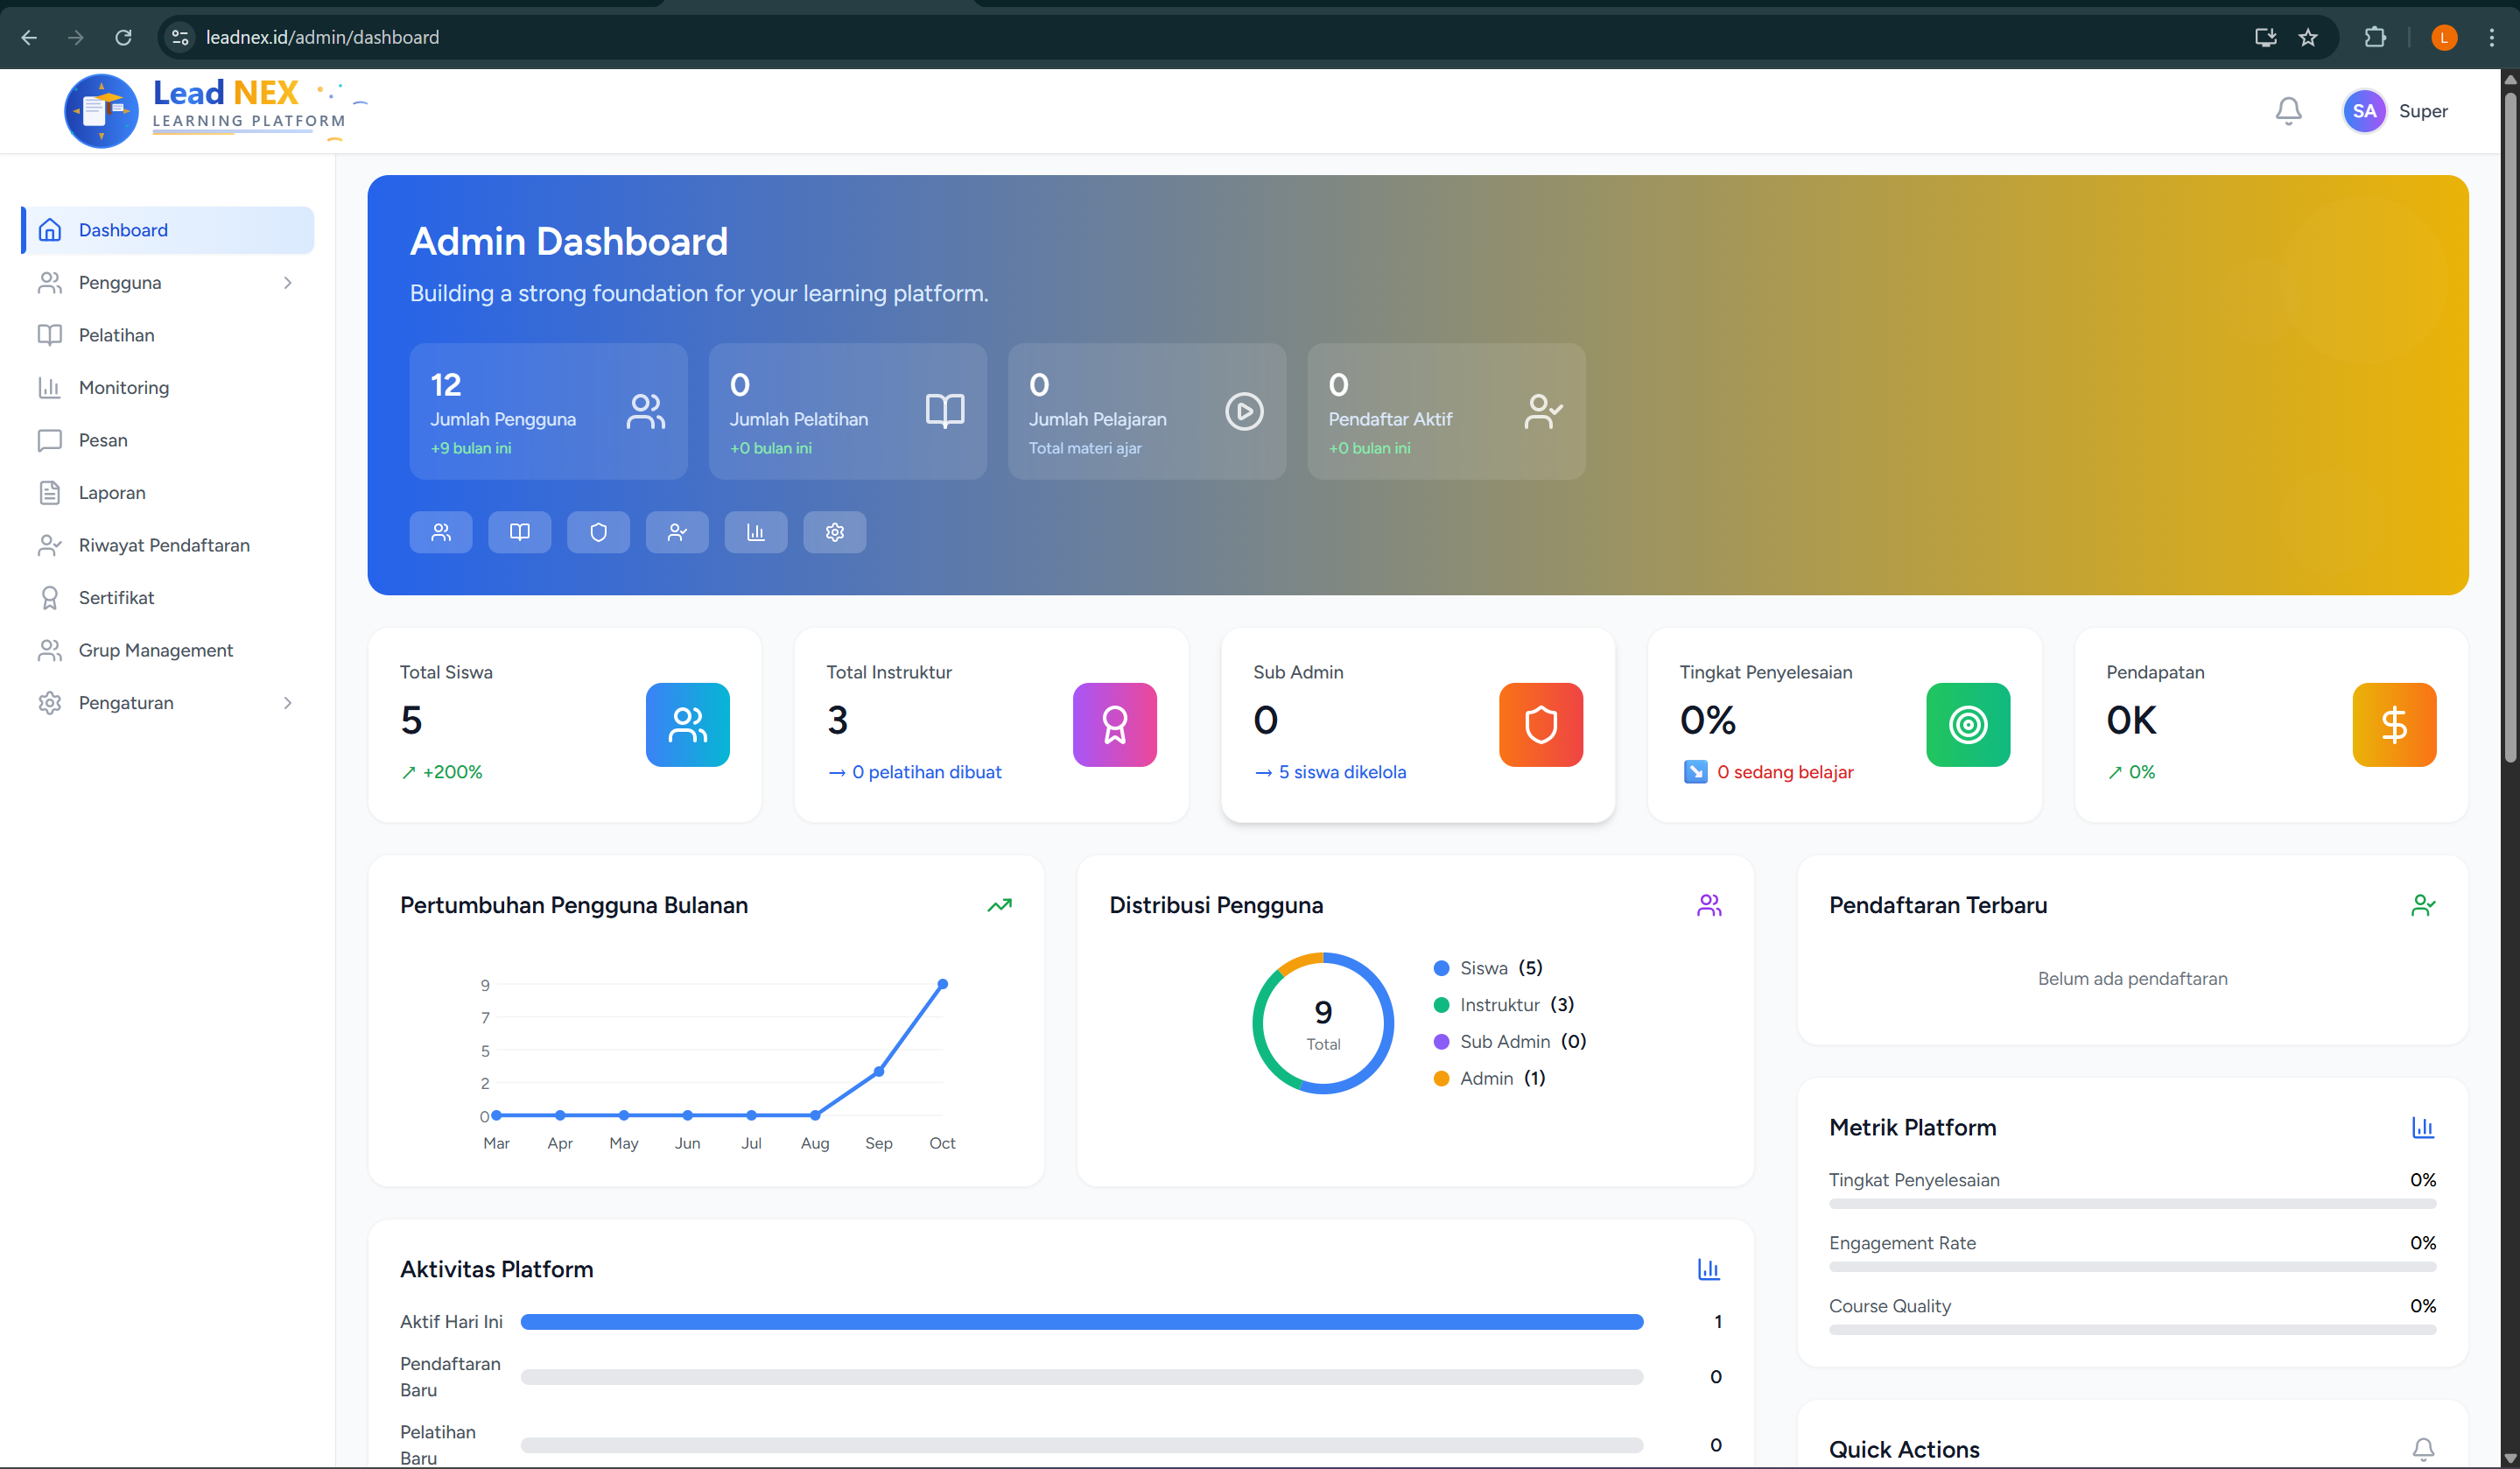 leadnex.id/admin/dashboard
L
Lead NEX
LEARNING PLATFORM
SA
Super
Dashboard
Pengguna
Pelatihan
Monitoring
Pesan
Laporan
Riwayat Pendaftaran
Sertifikat
Grup Management
Pengaturan
Admin Dashboard
Building a strong foundation for your learning platform.
12
Jumlah Pengguna
+9 bulan ini
0
Jumlah Pelatihan
+0 bulan ini
0
Jumlah Pelajaran
Total materi ajar
0
Pendaftar Aktif
+0 bulan ini
Total Siswa
5
↗ +200%
Total Instruktur
3
→ 0 pelatihan dibuat
Sub Admin
0
→ 5 siswa dikelola
Tingkat Penyelesaian
0%
↘ 0 sedang belajar
Pendapatan
0K
↗ 0%
Pertumbuhan Pengguna Bulanan
9
7
5
2
0
Mar Apr May Jun Jul Aug Sep Oct
Distribusi Pengguna
9
Total
Siswa (5)
Instruktur (3)
Sub Admin (0)
Admin (1)
Pendaftaran Terbaru
Belum ada pendaftaran
Metrik Platform
Tingkat Penyelesaian 0%
Engagement Rate 0%
Course Quality 0%
Aktivitas Platform
Aktif Hari Ini 1
Pendaftaran
Baru 0
Pelatihan
Baru 0
Quick Actions